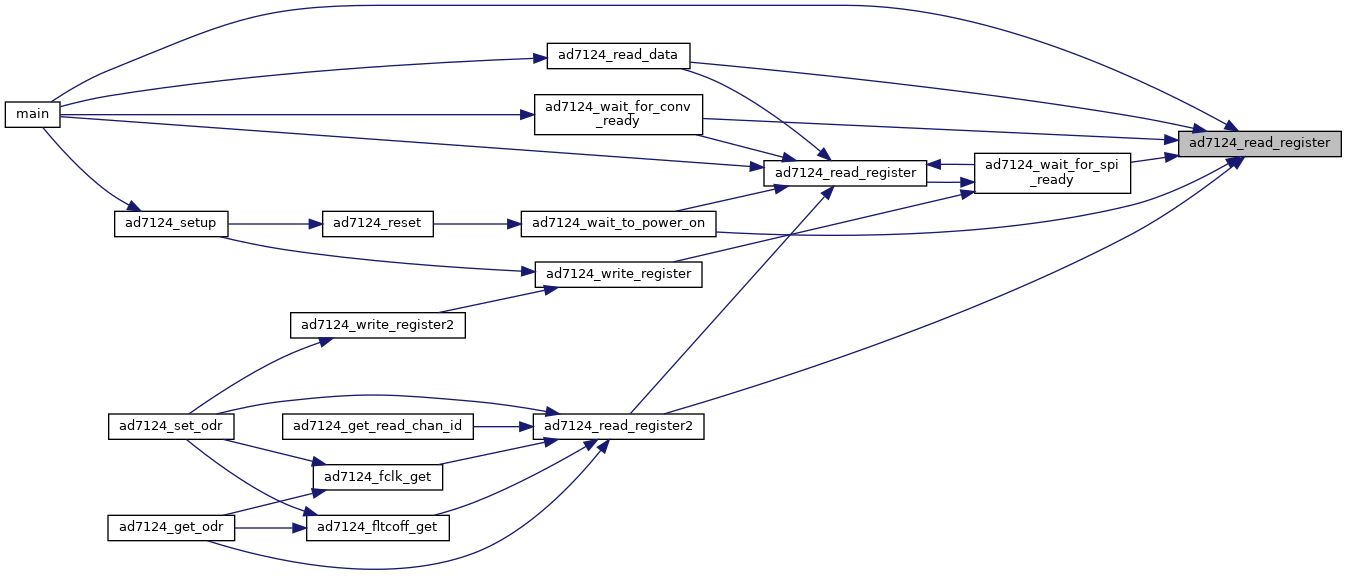 main
ad7124_read_data
ad7124_wait_for_conv
_ready
ad7124_read_register
ad7124_wait_for_spi
_ready
ad7124_read_register
ad7124_setup
ad7124_reset
ad7124_wait_to_power_on
ad7124_write_register
ad7124_write_register2
ad7124_set_odr
ad7124_get_read_chan_id
ad7124_read_register2
ad7124_fclk_get
ad7124_get_odr
ad7124_fltcoff_get